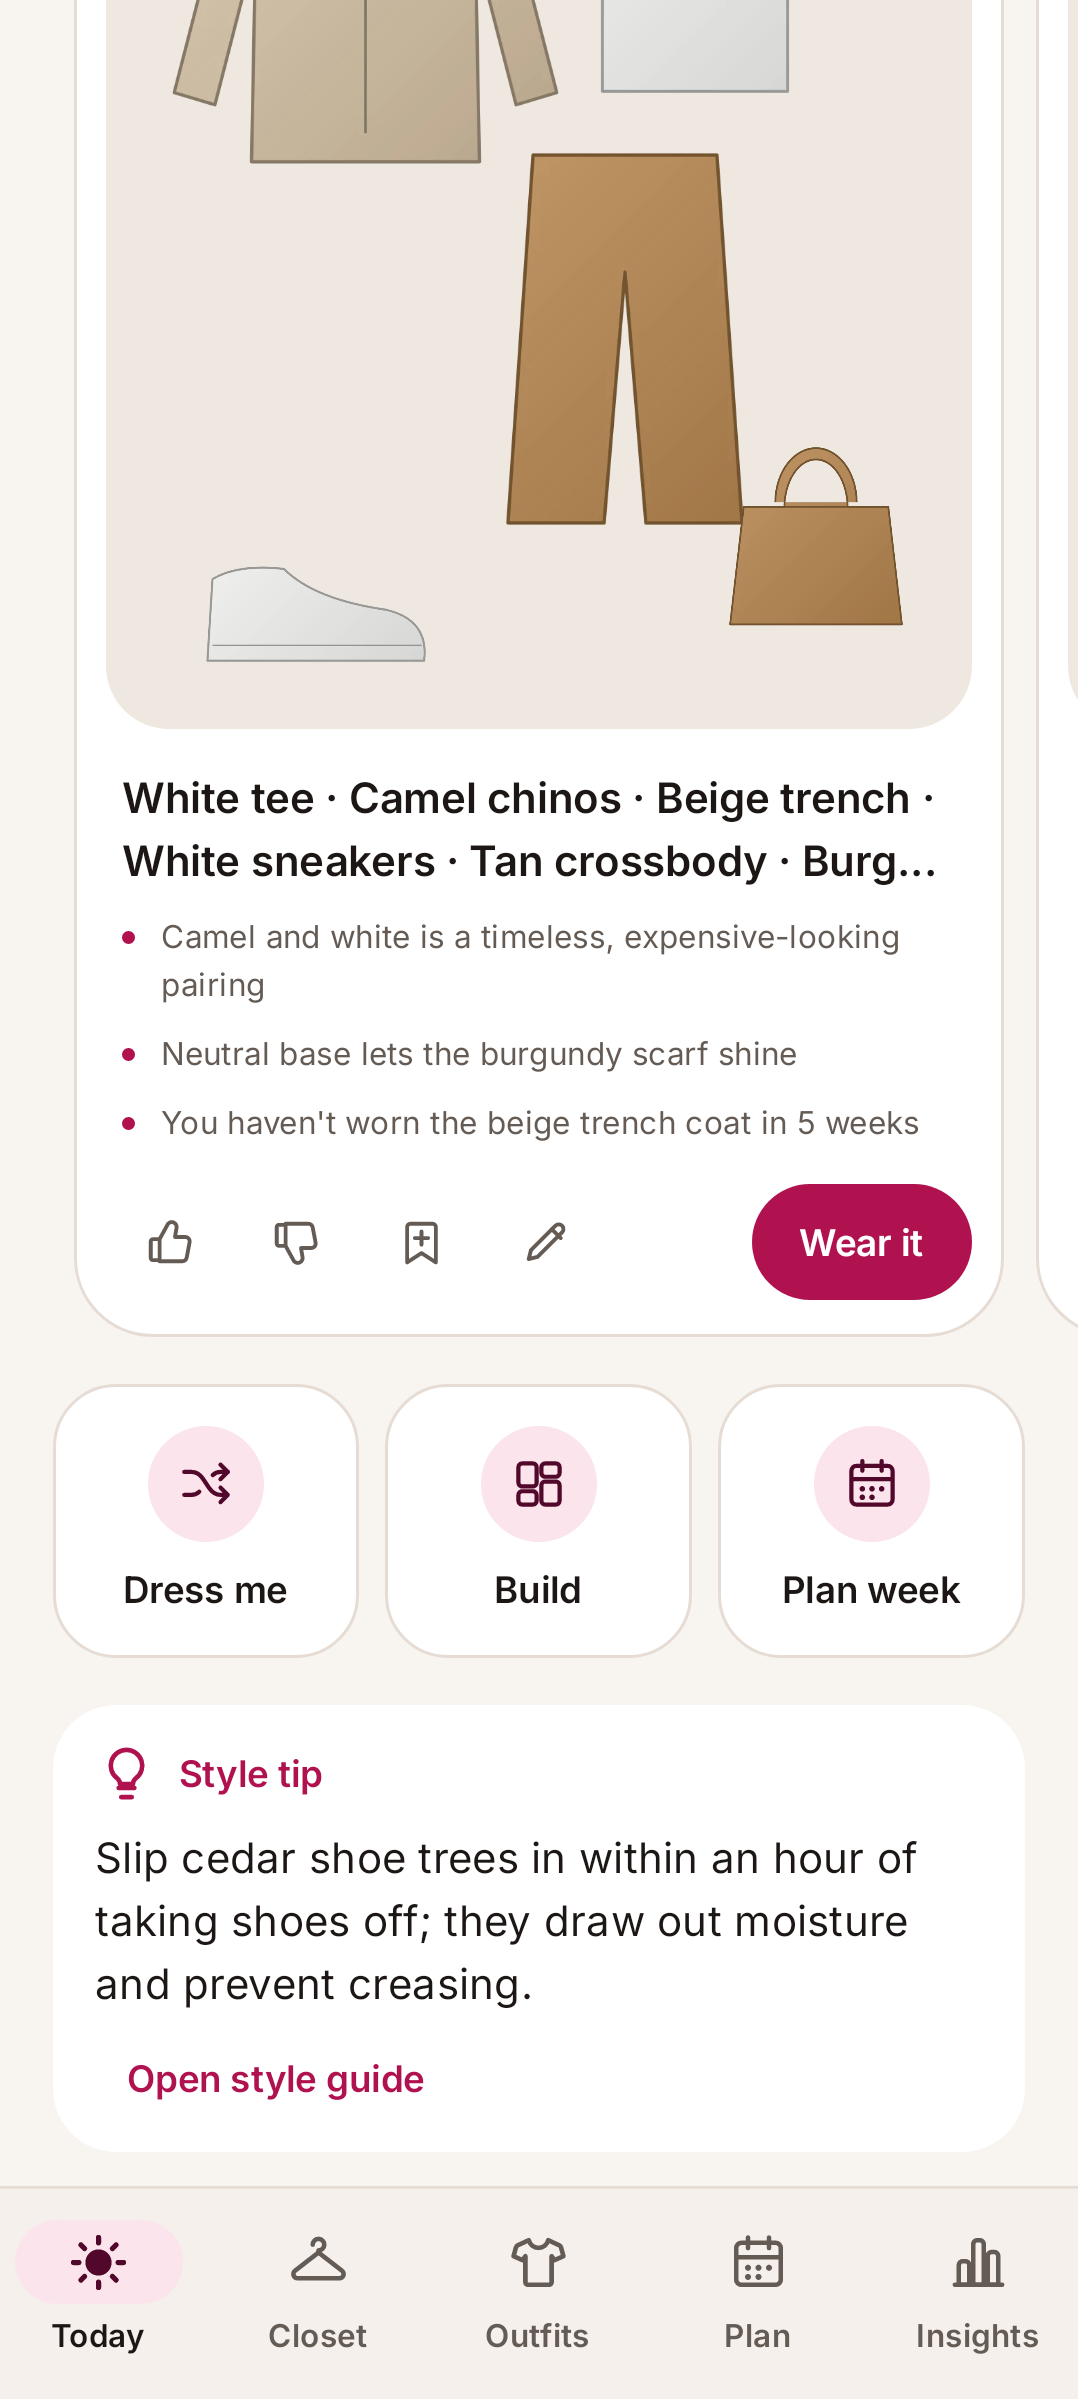 White tee · Camel chinos · Beige trench ·
White sneakers · Tan crossbody · Burg...
Camel and white is a timeless, expensive-looking
pairing
Neutral base lets the burgundy scarf shine
You haven't worn the beige trench coat in 5 weeks
Wear it
Dress me
Build
Plan week
Style tip
Slip cedar shoe trees in within an hour of
taking shoes off; they draw out moisture
and prevent creasing.
Open style guide
Today
Closet
Outfits
Plan
Insights